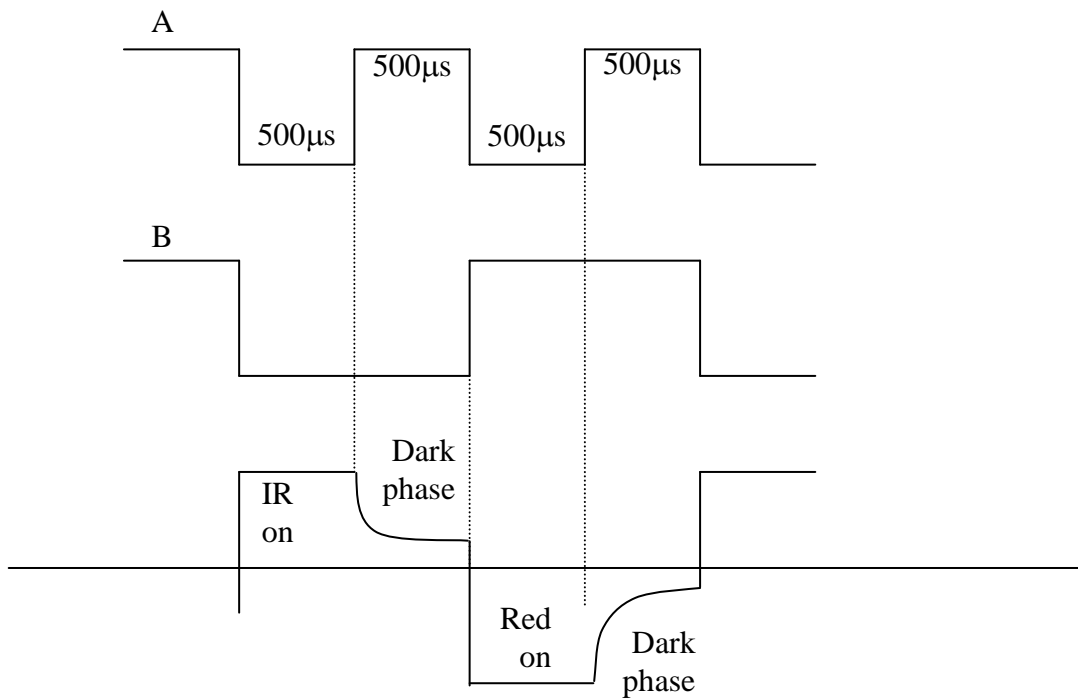 A
500μs
500μs
500μs
500μs
B
Dark
phase
IR
on
Red
on
Dark
phase